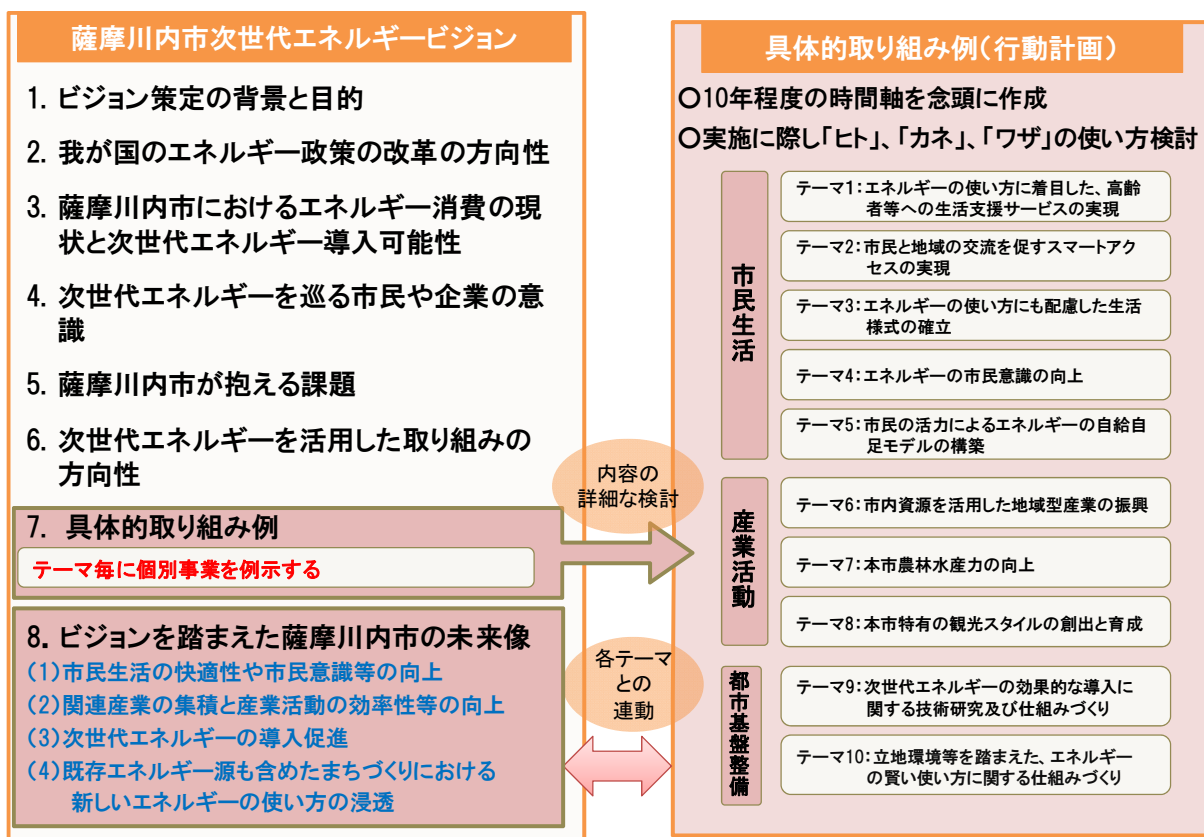 薩摩川内市次世代エネルギービジョン
1. ビジョン策定の背景と目的
2. 我が国のエネルギー政策の改革の方向性
3. 薩摩川内市におけるエネルギー消費の現
状と次世代エネルギー導入可能性
4. 次世代エネルギーを巡る市民や企業の意
識
5. 薩摩川内市が抱える課題
6. 次世代エネルギーを活用した取り組みの
方向性
7. 具体的取り組み例
テーマ毎に個別事業を例示する
8. ビジョンを踏まえた薩摩川内市の未来像
(1)市民生活の快適性や市民意識等の向上
(2)関連産業の集積と産業活動の効率性等の向上
(3)次世代エネルギーの導入促進
(4)既存エネルギー源も含めたまちづくりにおける
新しいエネルギーの使い方の浸透
内容の
詳細な検討
各テーマ
との
連動
具体的取り組み例(行動計画)
○10年程度の時間軸を念頭に作成
○実施に際し「ヒト」、「カネ」、「ワザ」の使い方検討
市民生活
テーマ1:エネルギーの使い方に着目した、高齢
者等への生活支援サービスの実現
テーマ2:市民と地域の交流を促すスマートアク
セスの実現
テーマ3:エネルギーの使い方にも配慮した生活
様式の確立
テーマ4:エネルギーの市民意識の向上
テーマ5:市民の活力によるエネルギーの自給自
足モデルの構築
産業活動
テーマ6:市内資源を活用した地域型産業の振興
テーマ7:本市農林水産力の向上
テーマ8:本市特有の観光スタイルの創出と育成
都市基盤整備
テーマ9:次世代エネルギーの効果的な導入に
関する技術研究及び仕組みづくり
テーマ10:立地環境等を踏まえた、エネルギー
の賢い使い方に関する仕組みづくり